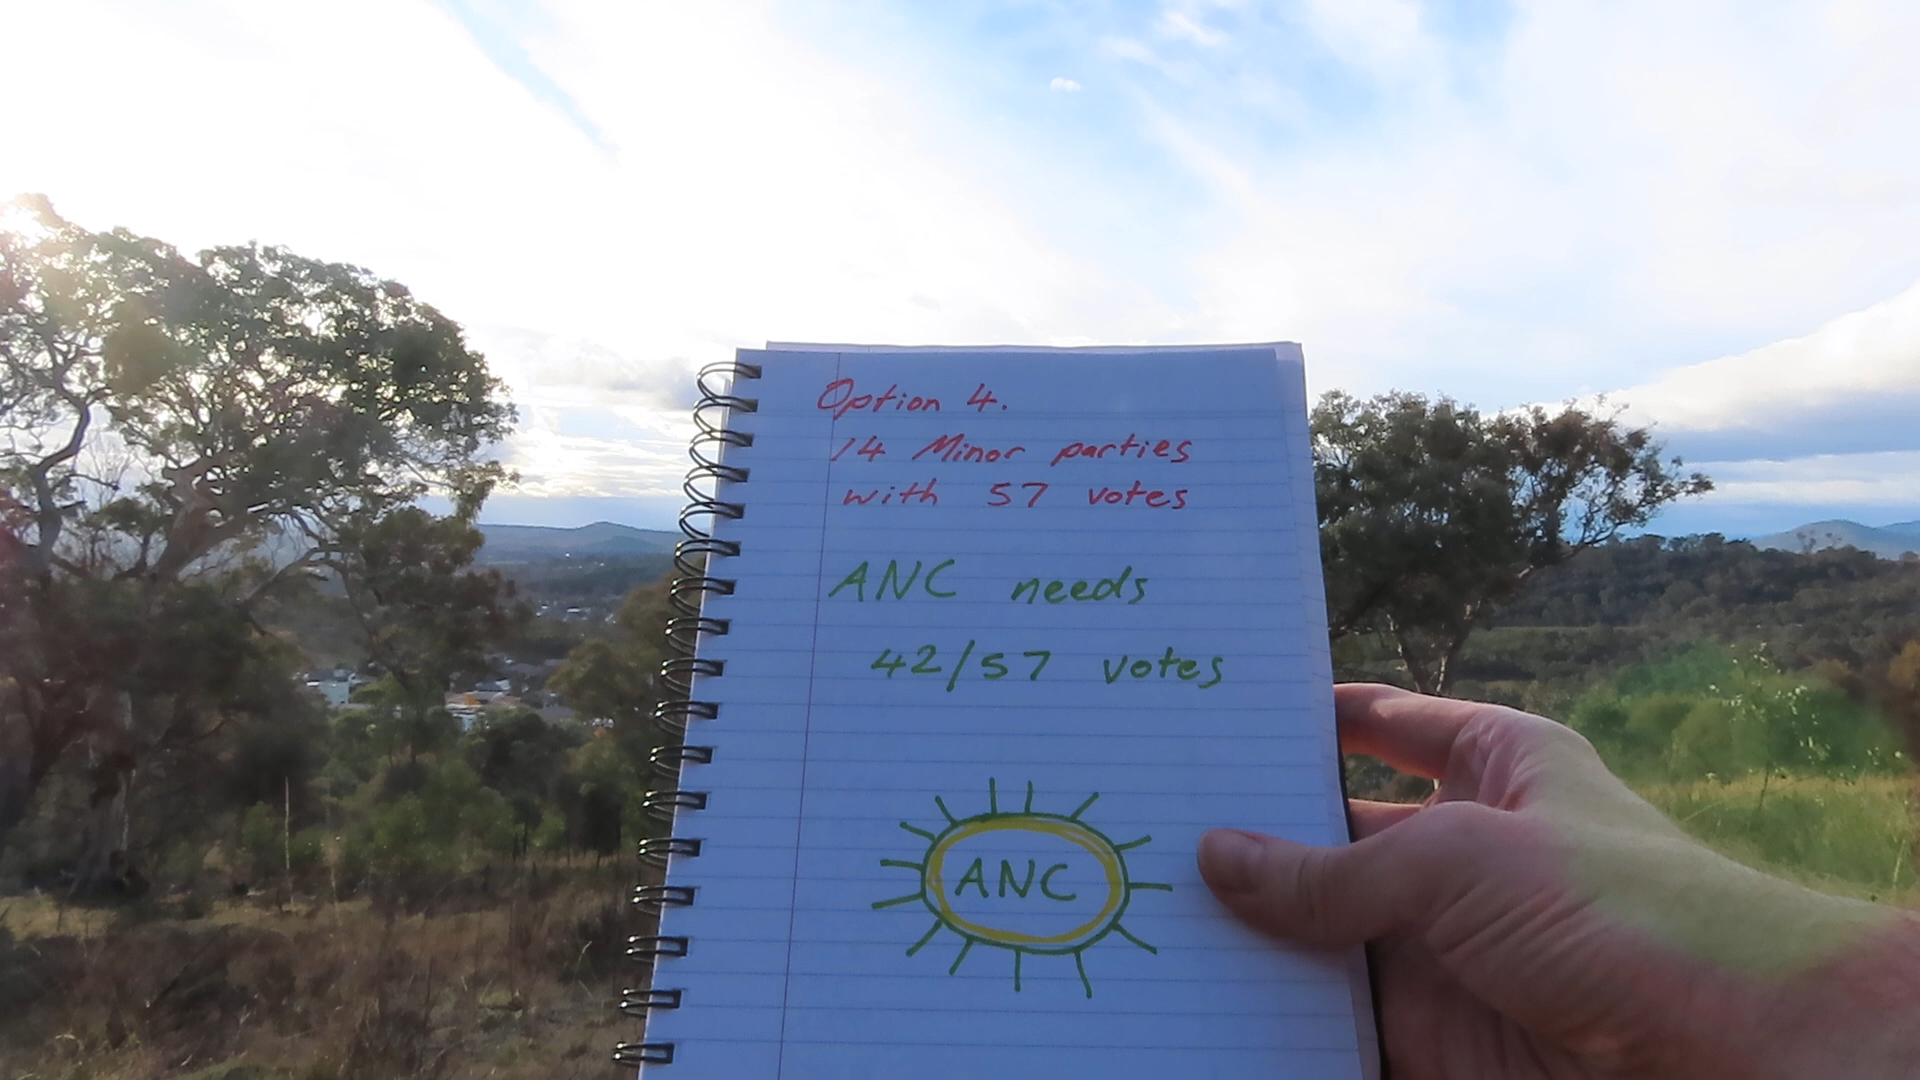 Option 4.
14 Minor parties
with 57 votes
ANC needs
42/57 votes
ANC